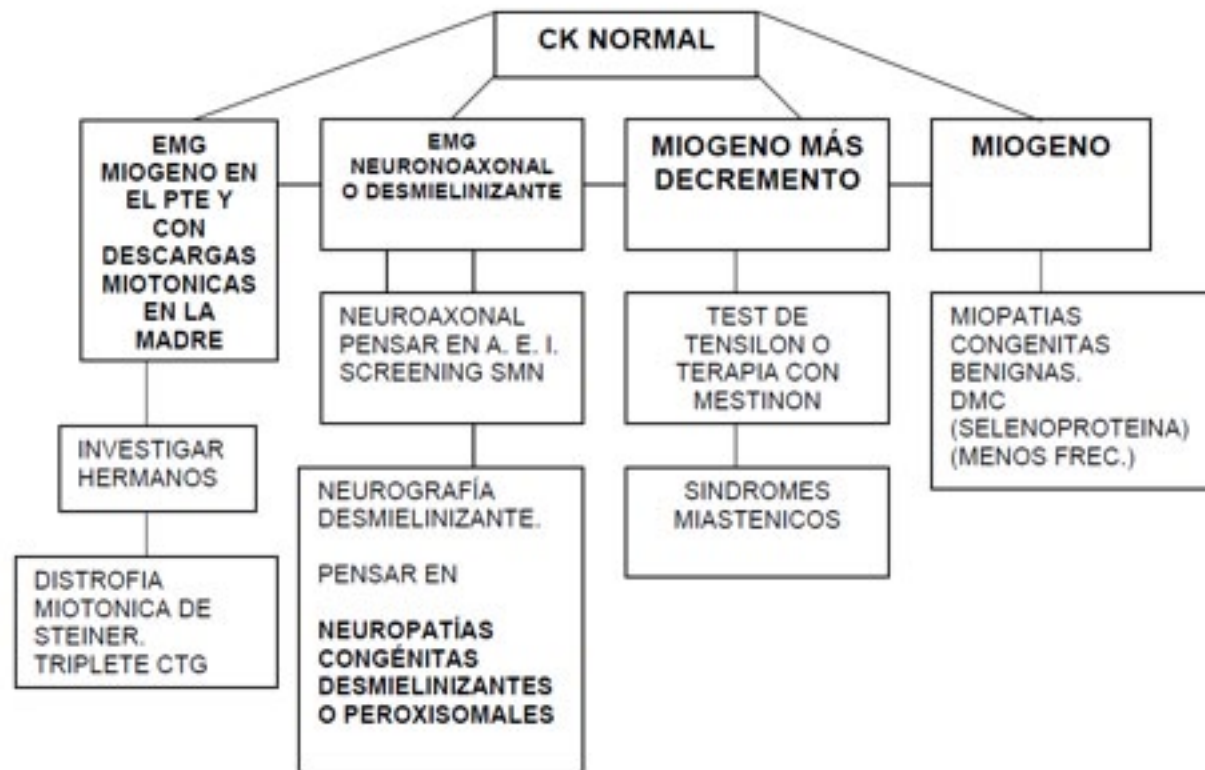 CK NORMAL
EMG
MIOGENO EN
EL PTE Y
CON
DESCARGAS
MIOTONICAS
EN LA
MADRE
INVESTIGAR
HERMANOS
DISTROFIA
MIOTONICA DE
STEINER.
TRIPLETE CTG
EMG
NEURONOAXONAL
O DESMIELINIZANTE
NEUROAXONAL
PENSAR EN A. E. I.
SCREENING SMN
NEUROGRAFÍA
DESMIELINIZANTE.
PENSAR EN
NEUROPATÍAS
CONGÉNITAS
DESMIELINIZANTES
O PEROXISOMALES
MIOGENO MÁS
DECREMENTO
TEST DE
TENSILON O
TERAPIA CON
MESTINON
SINDROMES
MIASTENICOS
MIOGENO
MIOPATIAS
CONGENITAS
BENIGNAS.
DMC
(SELENOPROTEINA)
(MENOS FREC.)